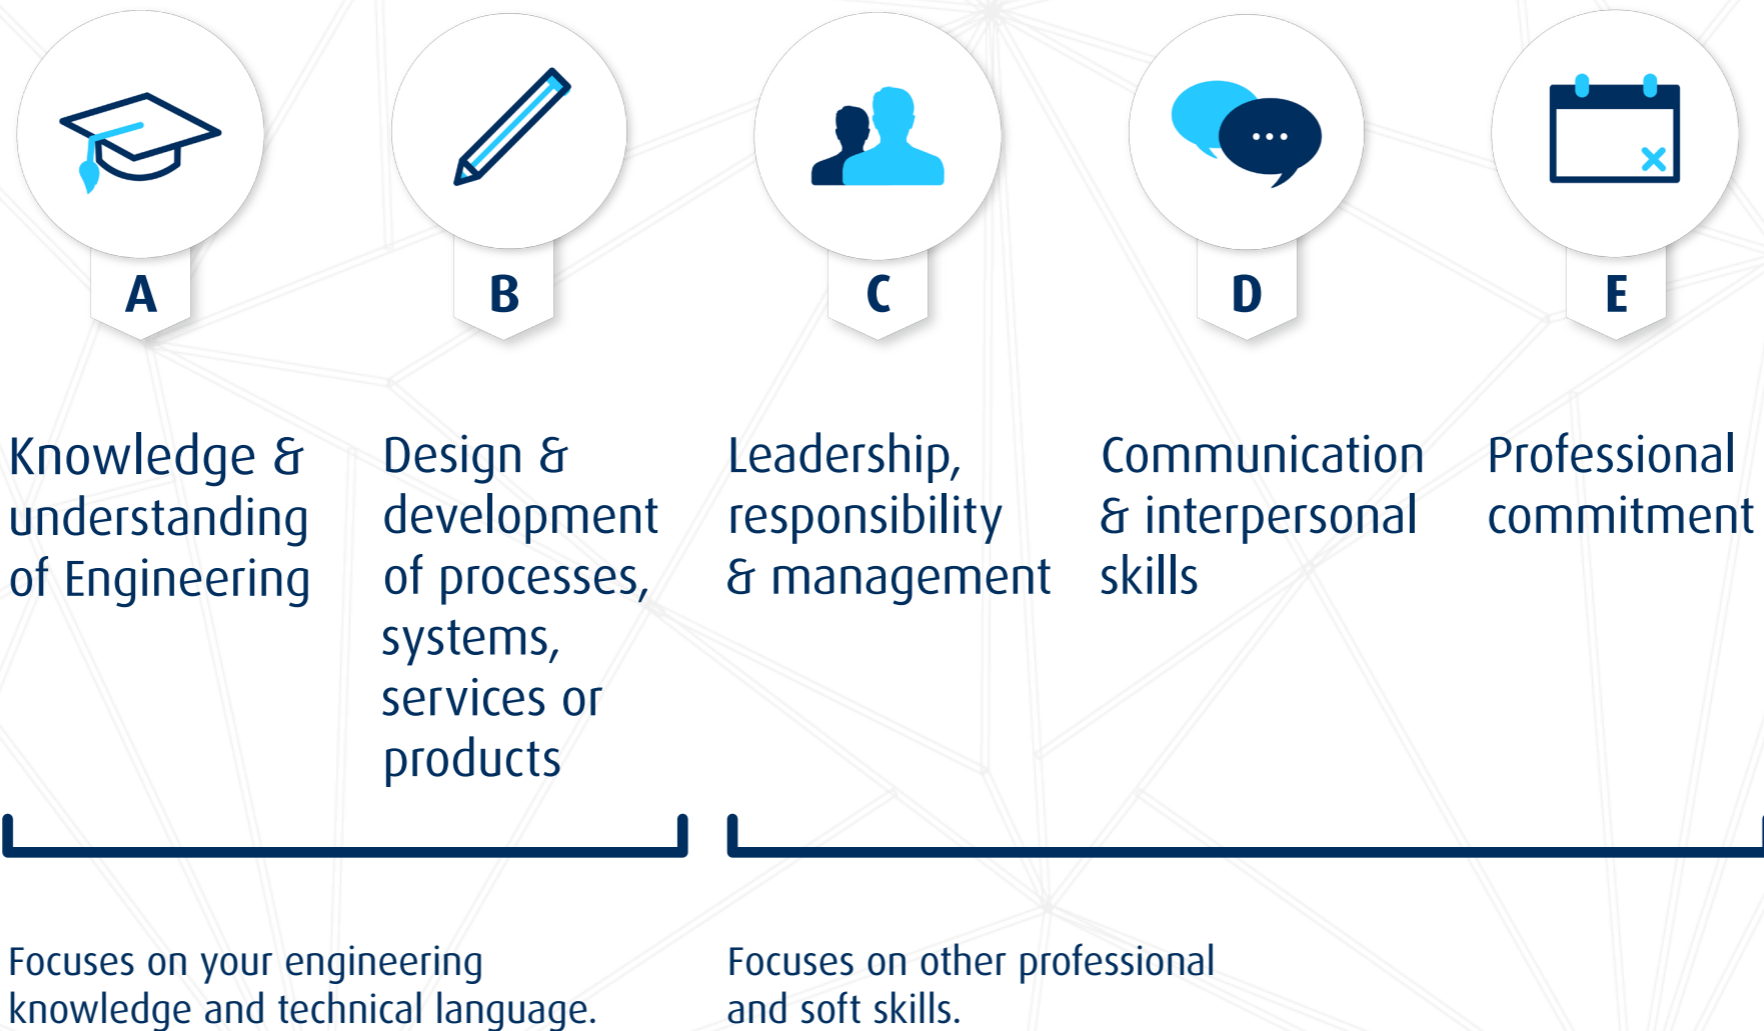 A
B
C
D
E
Knowledge &
understanding
of Engineering
Design &
development
of processes,
systems,
services or
products
Leadership,
responsibility
& management
Communication
& interpersonal
skills
Professional
commitment
Focuses on your engineering
knowledge and technical language.
Focuses on other professional
and soft skills.